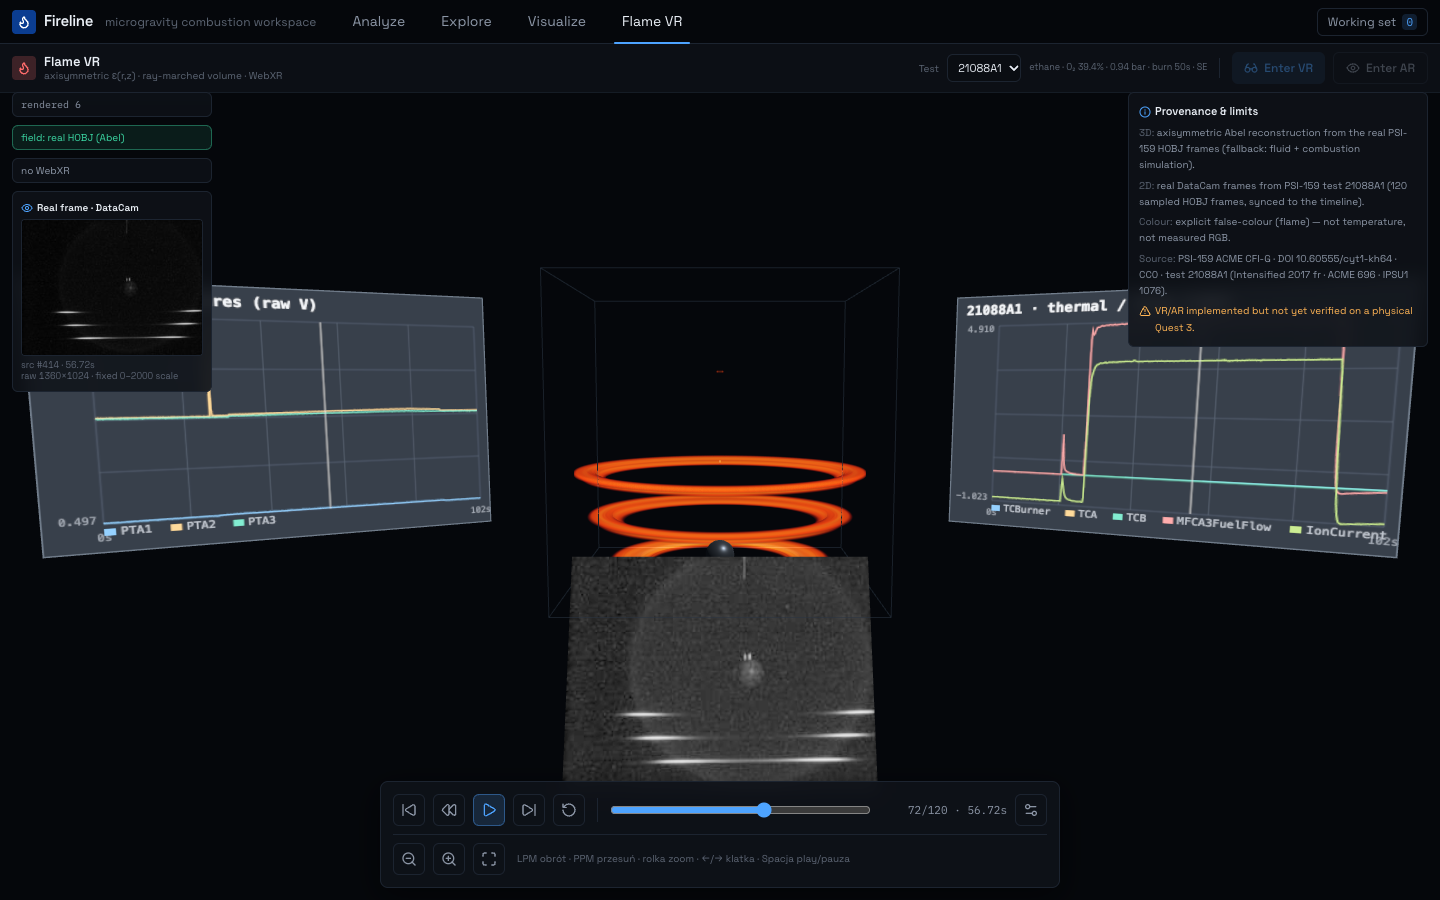 Fireline microgravity combustion workspace Analyze Explore Visualize Flame VR Working set 0
Flame VR
axisymmetric ε(r,z) · ray-marched volume · WebXR
Test 21088A1 ethane · O₂ 39.4% · 0.94 bar · burn 50s · SE Enter VR Enter AR
rendered 6
field: real HOBJ (Abel)
no WebXR
Real frame · DataCam
src #414 · 56.72s
raw 1360×1024 · fixed 0–2000 scale
res (raw V)
0.497
0s
102s
PTA1 PTA2 PTA3
21088A1 · thermal /
4.910
−1.023
0s
102s
TCBurner TCA TCB MFCA3FuelFlow IonCurrent
Provenance & limits
3D: axisymmetric Abel reconstruction from the real PSI-
159 HOBJ frames (fallback: fluid + combustion
simulation).
2D: real DataCam frames from PSI-159 test 21088A1 (120
sampled HOBJ frames, synced to the timeline).
Colour: explicit false-colour (flame) — not temperature,
not measured RGB.
Source: PSI-159 ACME CFI-G · DOI 10.60555/cyt1-kh64 ·
CC0 · test 21088A1 (Intensified 2017 fr · ACME 696 · IPSU1
1076).
VR/AR implemented but not yet verified on a physical
Quest 3.
72/120 · 56.72s
LPM obrót · PPM przesuń · rolka zoom · ←/→ klatka · Spacja play/pauza